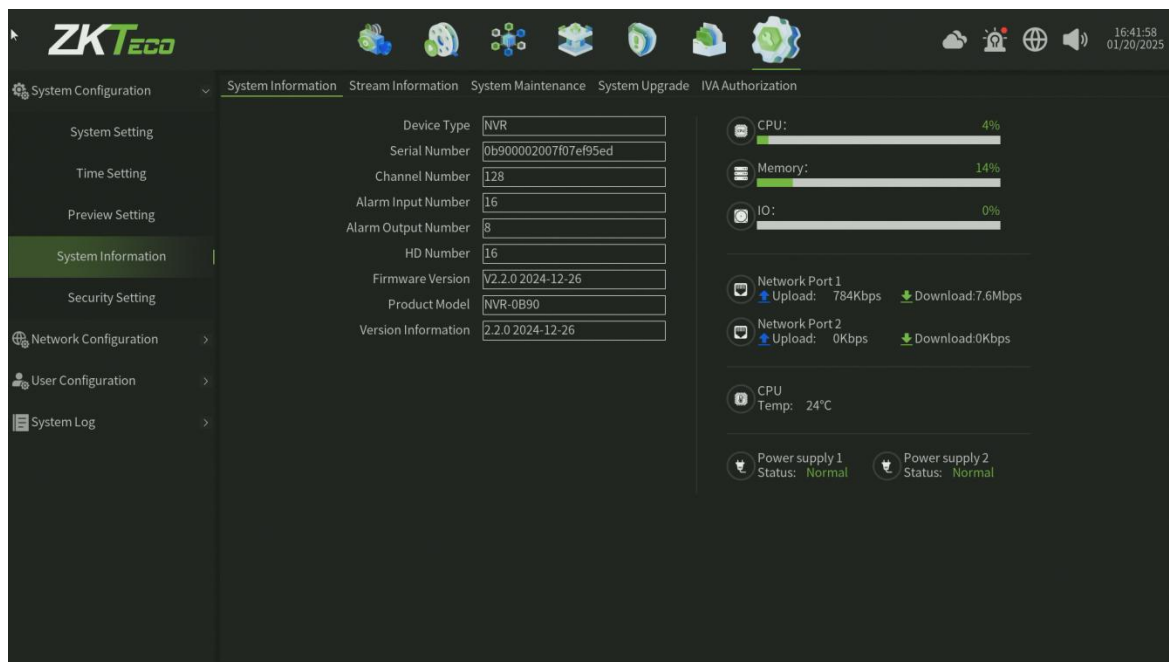 ZKTeco
16:41:58
01/20/2025
System Configuration
System Setting
Time Setting
Preview Setting
System Information
Security Setting
Network Configuration
User Configuration
System Log
System Information Stream Information System Maintenance System Upgrade IVA Authorization
Device Type NVR
Serial Number 0b900002007f07ef95ed
Channel Number 128
Alarm Input Number 16
Alarm Output Number 8
HD Number 16
Firmware Version V2.2.0 2024-12-26
Product Model NVR-0B90
Version Information 2.2.0 2024-12-26
CPU: 4%
Memory: 14%
IO: 0%
Network Port 1
Upload: 784Kbps Download:7.6Mbps
Network Port 2
Upload: 0Kbps Download:0Kbps
CPU
Temp: 24°C
Power supply 1 Power supply 2
Status: Normal Status: Normal